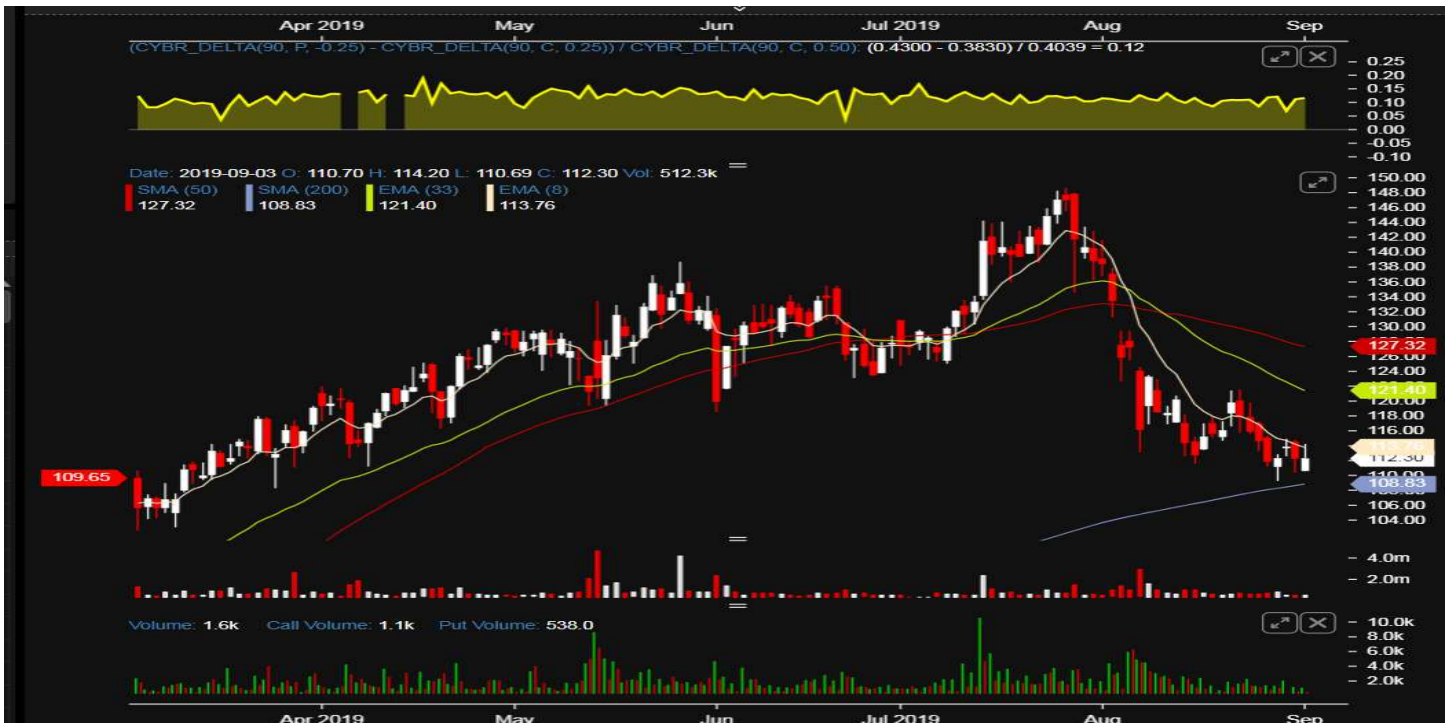 Apr 2019 May Jun Jul 2019 Aug Sep
(CYBR_DELTA(90, P, -0.25) - CYBR_DELTA(90, C, 0.25)) / CYBR_DELTA(90, C, 0.50): (0.4300 - 0.3830) / 0.4039 = 0.12
0.25
0.20
0.15
0.10
0.05
0.00
-0.05
-0.10
Date: 2019-09-03 O: 110.70 H: 114.20 L: 110.69 C: 112.30 Vol: 512.3k
SMA (50) SMA (200) EMA (33) EMA (8)
127.32 108.83 121.40 113.76
150.00
148.00
146.00
144.00
142.00
140.00
138.00
136.00
134.00
132.00
130.00
128.00
127.32
126.00
124.00
121.40
120.00
118.00
116.00
113.76
112.30
110.00
109.65
108.83
106.00
104.00
4.0m
2.0m
Volume: 1.6k Call Volume: 1.1k Put Volume: 538.0
10.0k
8.0k
6.0k
4.0k
2.0k
Apr 2019 May Jun Jul 2019 Aug Sep